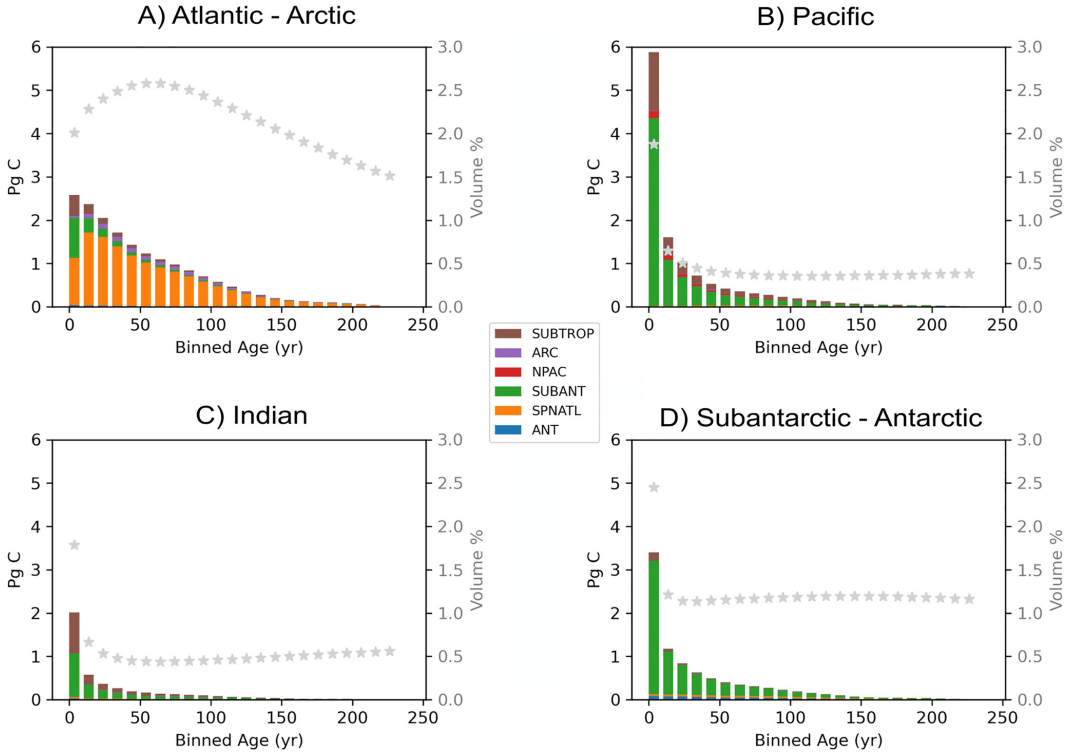 A) Atlantic - Arctic
6
5
4
3
2
1
0
Pg C
3.0
2.5
2.0
1.5
1.0
0.5
0.0
Volume %
0 50 100 150 200 250
Binned Age (yr)
B) Pacific
6
5
4
3
2
1
0
Pg C
3.0
2.5
2.0
1.5
1.0
0.5
0.0
Volume %
0 50 100 150 200 250
Binned Age (yr)
SUBTROP
ARC
NPAC
SUBANT
SPNATL
ANT
C) Indian
6
5
4
3
2
1
0
Pg C
3.0
2.5
2.0
1.5
1.0
0.5
0.0
Volume %
0 50 100 150 200 250
Binned Age (yr)
D) Subantarctic - Antarctic
6
5
4
3
2
1
0
Pg C
3.0
2.5
2.0
1.5
1.0
0.5
0.0
Volume %
0 50 100 150 200 250
Binned Age (yr)